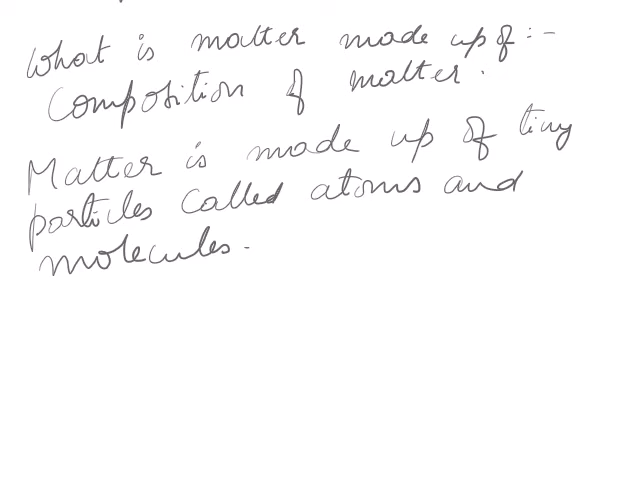 What is matter made up of :-
Composition of matter.
Matter is made up of tiny
particles called atoms and
molecules.